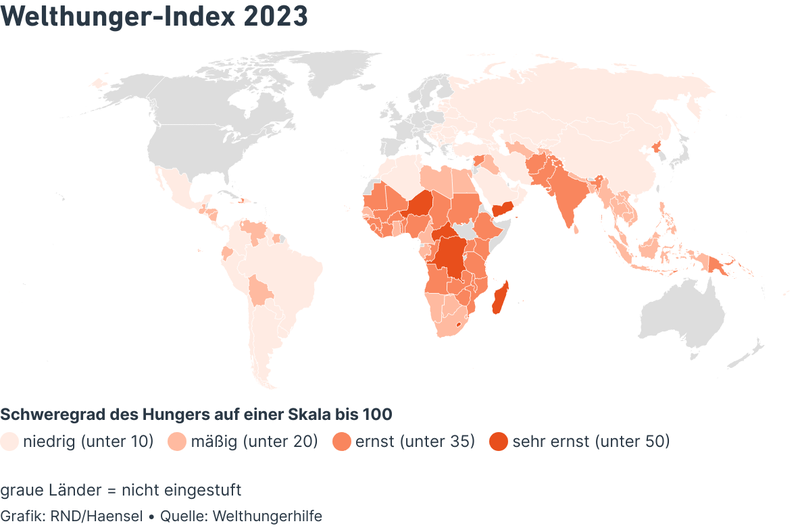 Welthunger-Index 2023
Schweregrad des Hungers auf einer Skala bis 100
niedrig (unter 10) mäßig (unter 20) ernst (unter 35) sehr ernst (unter 50)
graue Länder = nicht eingestuft
Grafik: RND/Haensel • Quelle: Welthungerhilfe